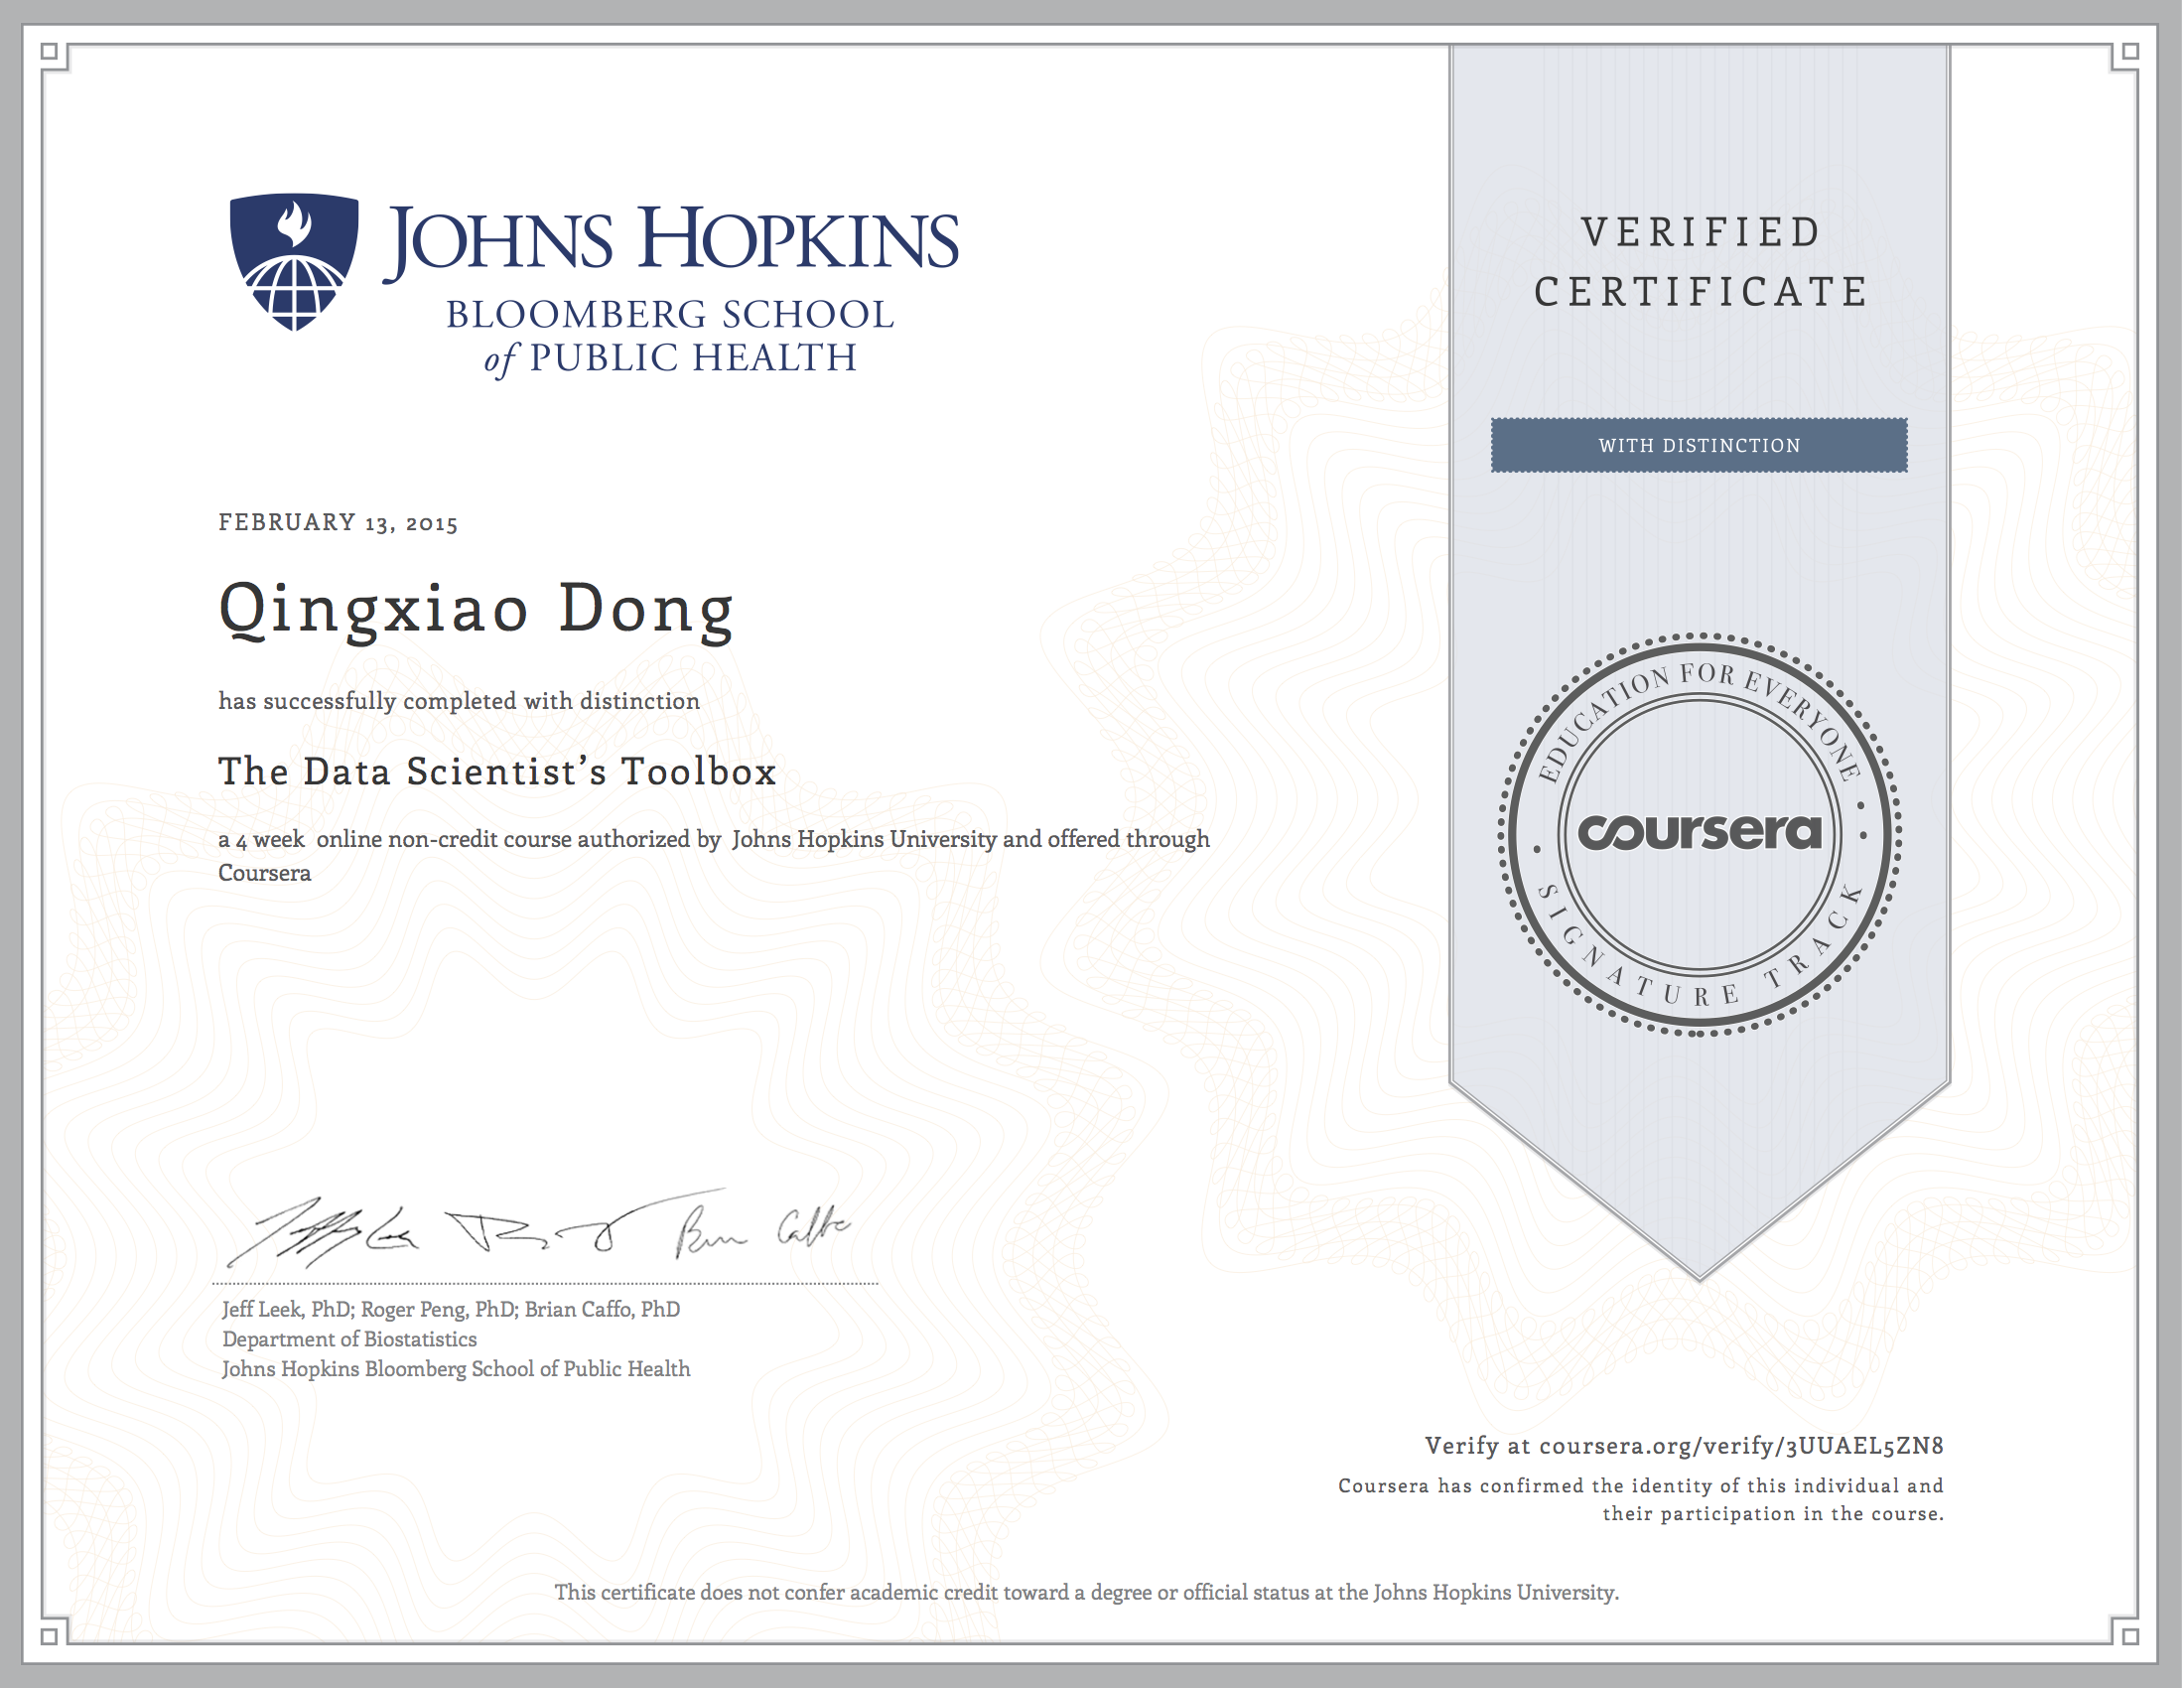 JOHNS HOPKINS
BLOOMBERG SCHOOL
of PUBLIC HEALTH
VERIFIED
CERTIFICATE
WITH DISTINCTION
FEBRUARY 13, 2015
Qingxiao Dong
has successfully completed with distinction
The Data Scientist’s Toolbox
a 4 week online non-credit course authorized by Johns Hopkins University and offered through
Coursera
EDUCATION FOR EVERYONE
coursera
SIGNATURE TRACK
Jeff Leek, PhD; Roger Peng, PhD; Brian Caffo, PhD
Department of Biostatistics
Johns Hopkins Bloomberg School of Public Health
Verify at coursera.org/verify/3UUAEL5ZN8
Coursera has confirmed the identity of this individual and
their participation in the course.
This certificate does not confer academic credit toward a degree or official status at the Johns Hopkins University.